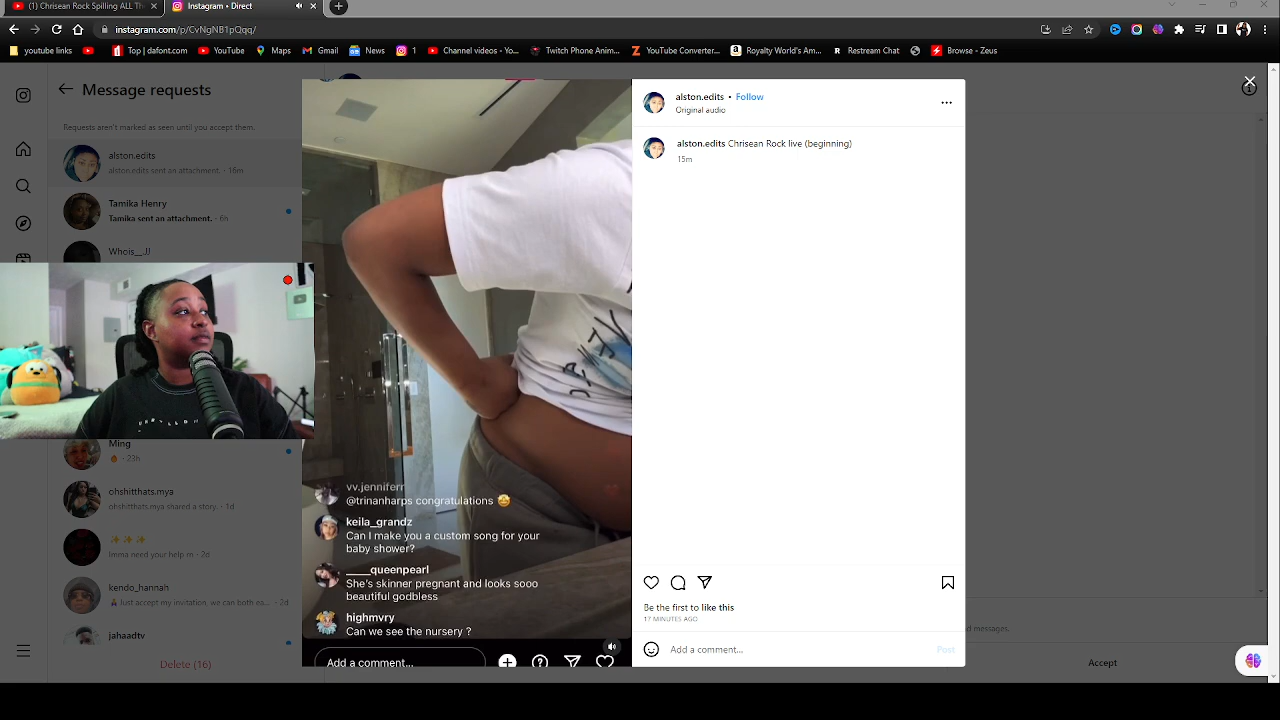 (1) Chrisean Rock Spilling ALL Th
Instagram • Direct
instagram.com/p/CvNgNB1pQqq/
youtube links
Top | dafont.com
YouTube
Maps
Gmail
News
1
Channel videos - Yo...
Twitch Phone Anim...
YouTube Converter...
Royalty World's Am...
Restream Chat
Browse - Zeus
Message requests
Requests aren't marked as seen until you accept them.
alston.edits
alston.edits sent an attachment. · 16m
Tamika Henry
Tamika sent an attachment. · 6h
Whois__JJ
Ming
· 23h
ohshitthats.mya
ohshitthats.mya shared a story. · 1d
Imma need your help m · 2d
kendo_hannah
Just accept my invitation, we can both ea... · 2d
jahaadtv
Delete (16)
vv.jenniferr
@trinanharps congratulations 🤩
keila_grandz
Can I make you a custom song for your
baby shower?
____queenpearl
She's skinner pregnant and looks sooo
beautiful godbless
highmvry
Can we see the nursery ?
Add a comment...
alston.edits • Follow
Original audio
alston.edits Chrisean Rock live (beginning)
15m
Be the first to like this
17 MINUTES AGO
Add a comment...
Post
nd messages.
Accept